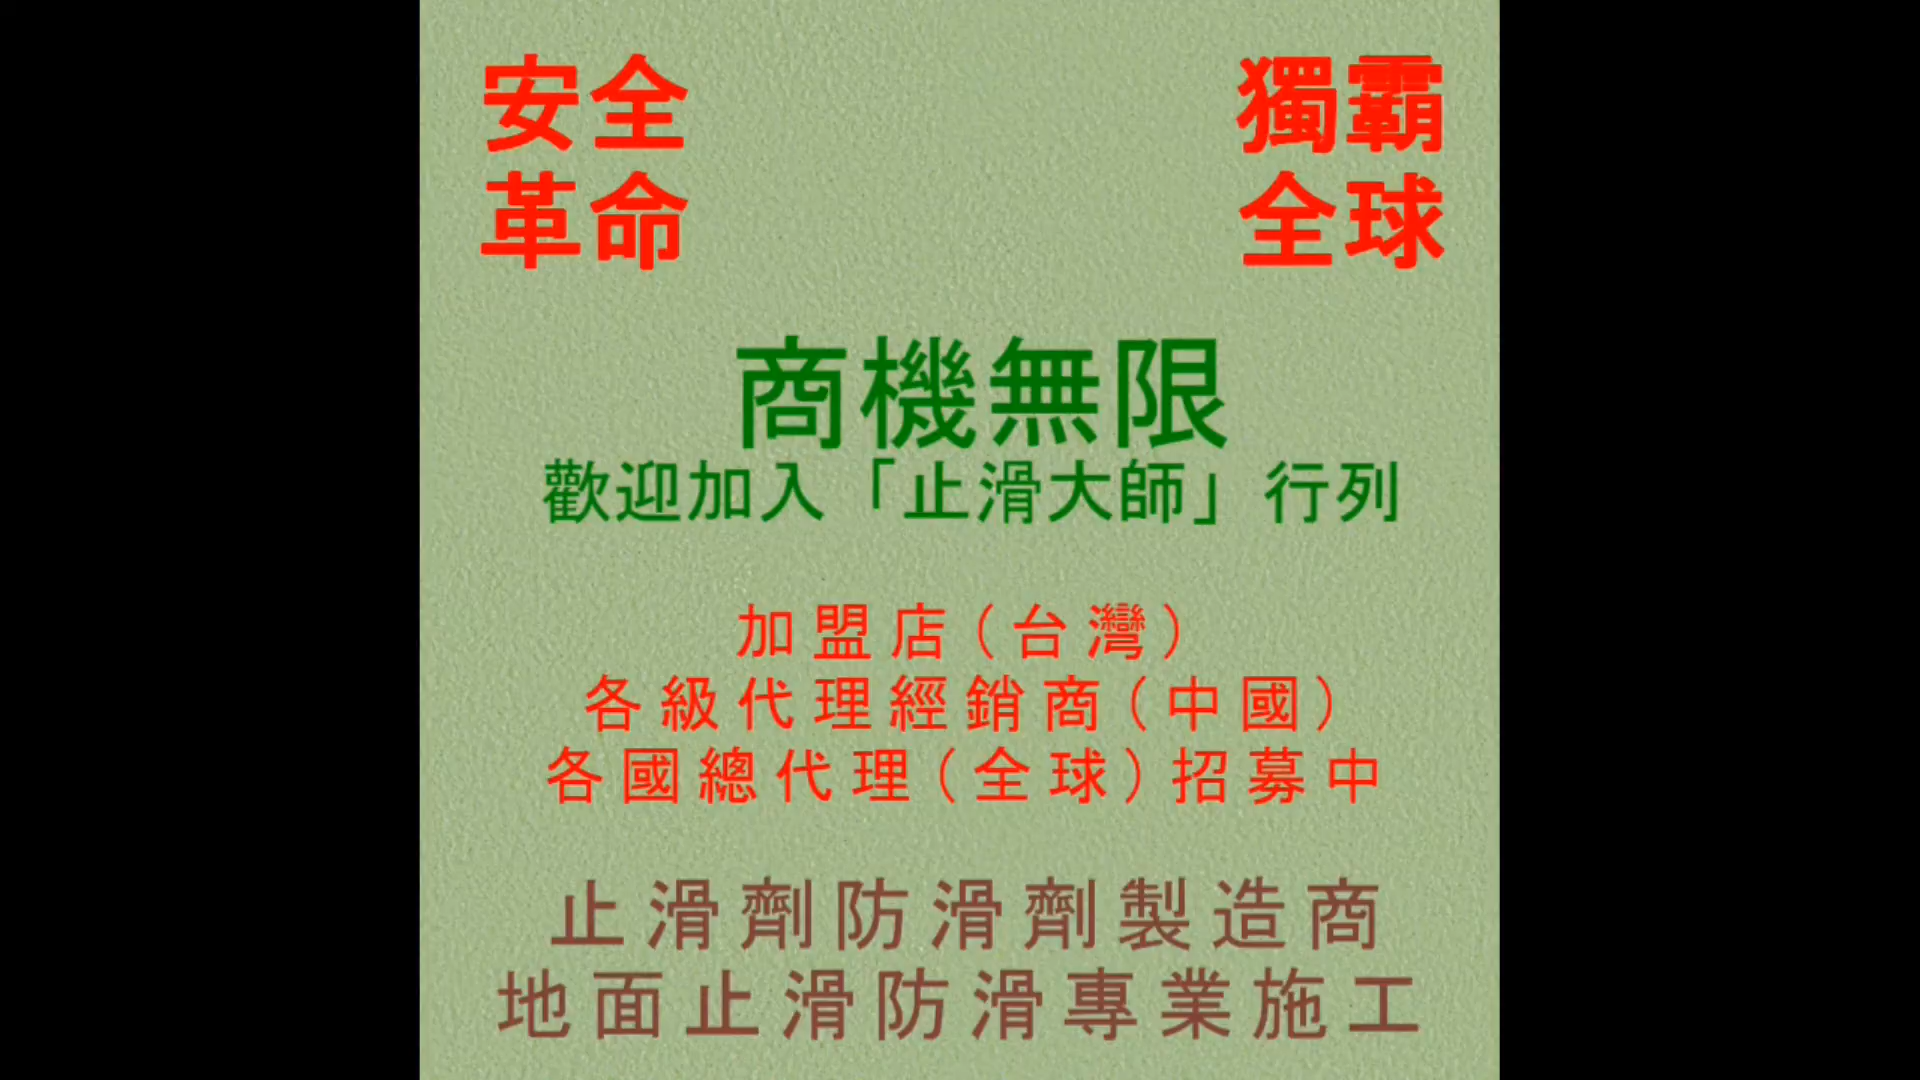 安全
革命
獨霸
全球
商機無限
歡迎加入「止滑大師」行列
加盟店(台灣)
各級代理經銷商(中國)
各國總代理(全球)招募中
止滑劑防滑劑製造商
地面止滑防滑專業施工